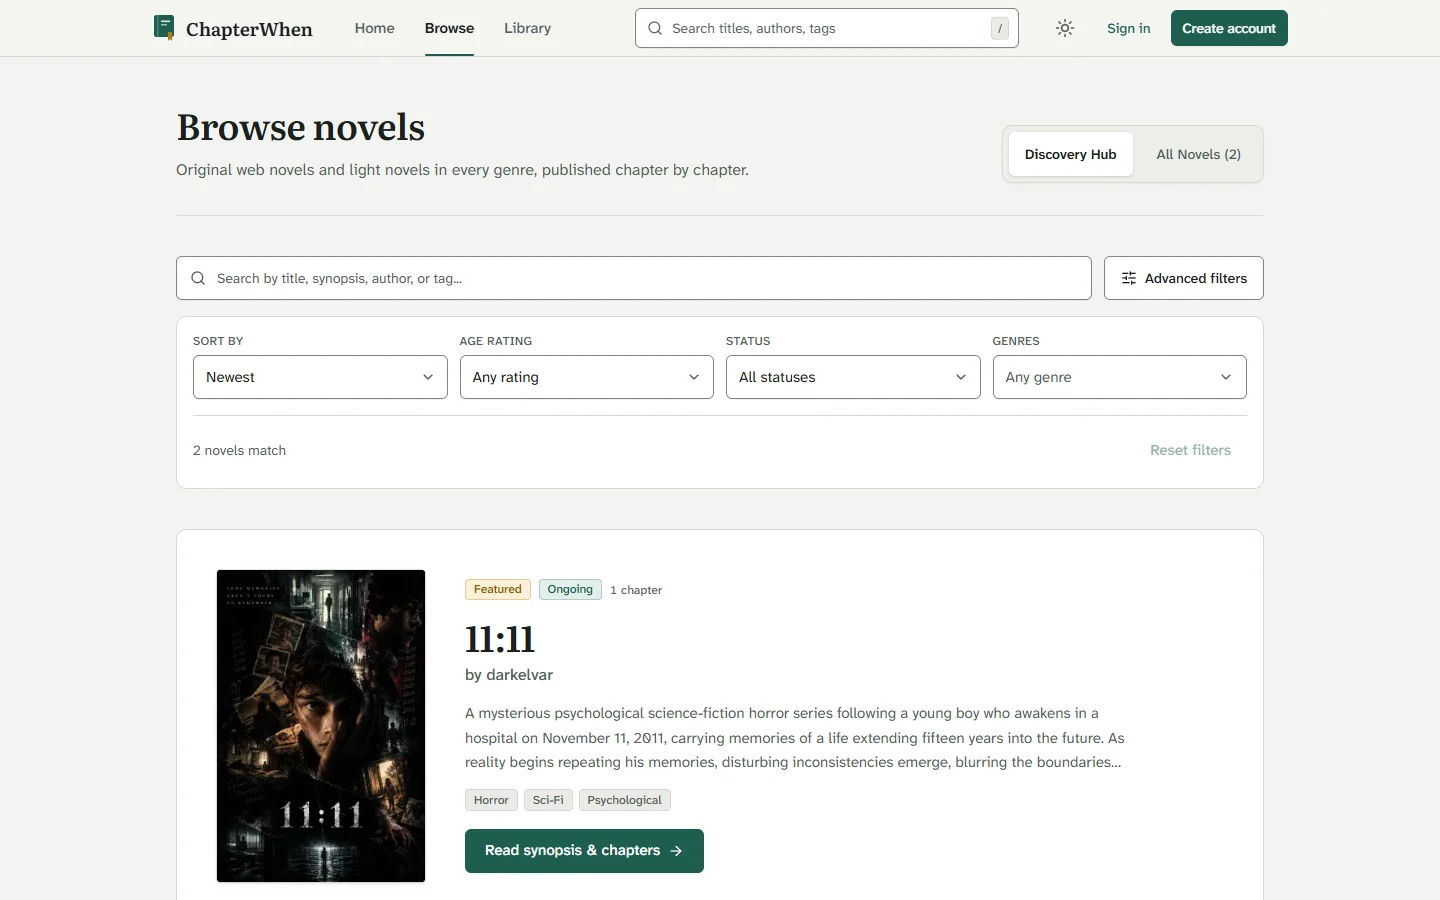 ChapterWhen
Home
Browse
Library
Search titles, authors, tags
/
Sign in
Create account
Browse novels
Original web novels and light novels in every genre, published chapter by chapter.
Discovery Hub
All Novels (2)
Search by title, synopsis, author, or tag...
Advanced filters
SORT BY
AGE RATING
STATUS
GENRES
Newest
Any rating
All statuses
Any genre
2 novels match
Reset filters
SOME MEMORIES
AREN'T YOURS
TO REMEMBER
11:11
Featured
Ongoing
1 chapter
11:11
by darkelvar
A mysterious psychological science-fiction horror series following a young boy who awakens in a
hospital on November 11, 2011, carrying memories of a life extending fifteen years into the future. As
reality begins repeating his memories, disturbing inconsistencies emerge, blurring the boundaries...
Horror
Sci-Fi
Psychological
Read synopsis & chapters